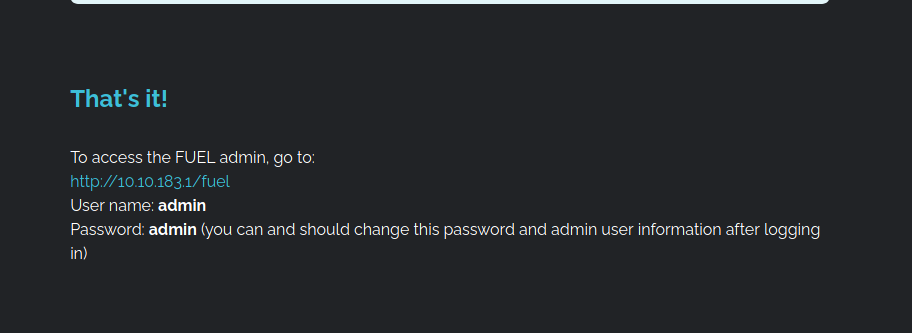 That's it!
To access the FUEL admin, go to:
http://10.10.183.1/fuel
User name: admin
Password: admin (you can and should change this password and admin user information after logging
in)